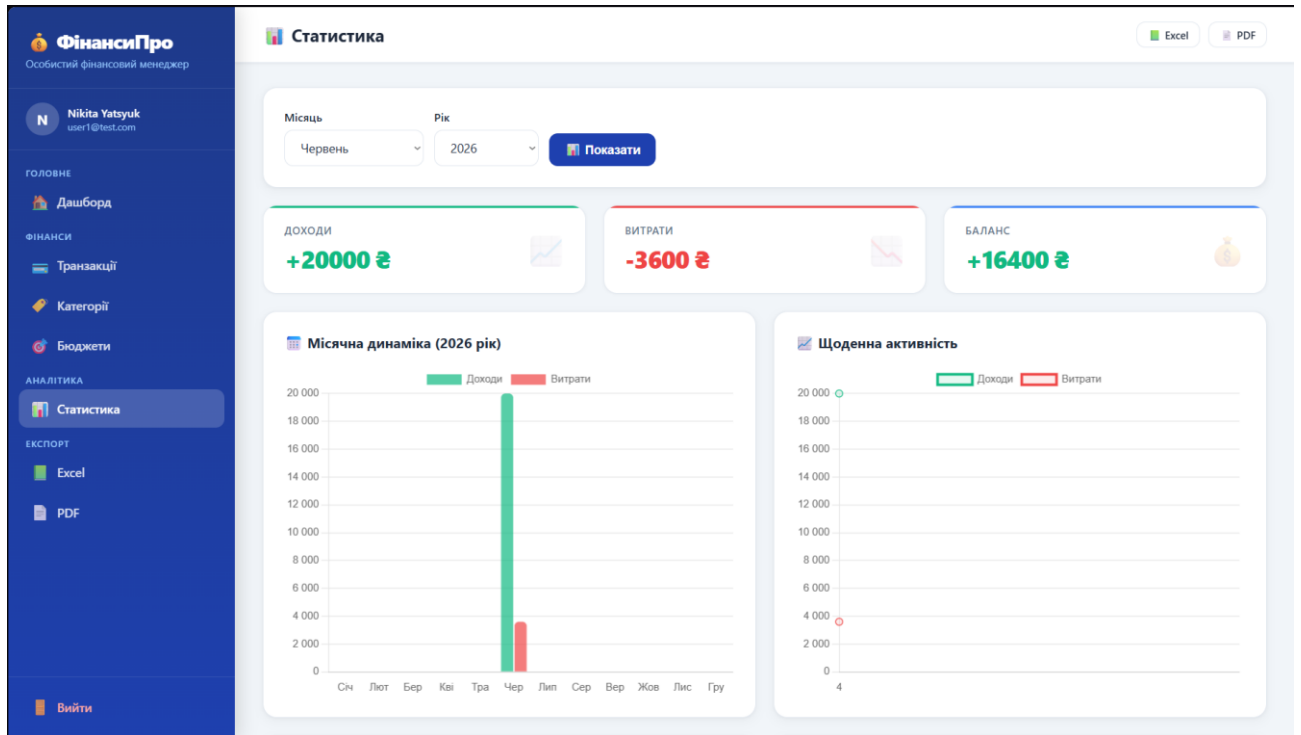 ФінансиПро
Особистий фінансовий менеджер
N
Nikita Yatsyuk
user1@test.com
ГОЛОВНЕ
Дашборд
ФІНАНСИ
Транзакції
Категорії
Бюджети
АНАЛІТИКА
Статистика
ЕКСПОРТ
Excel
PDF
Вийти
Статистика
Excel
PDF
Місяць
Рік
Червень
2026
Показати
ДОХОДИ
+20000 ₴
ВИТРАТИ
-3600 ₴
БАЛАНС
+16400 ₴
Місячна динаміка (2026 рік)
Доходи
Витрати
20 000
18 000
16 000
14 000
12 000
10 000
8 000
6 000
4 000
2 000
0
Січ Лют Бер Кві Тра Чер Лип Сер Вер Жов Лис Гру
Щоденна активність
Доходи
Витрати
20 000
18 000
16 000
14 000
12 000
10 000
8 000
6 000
4 000
2 000
0
4